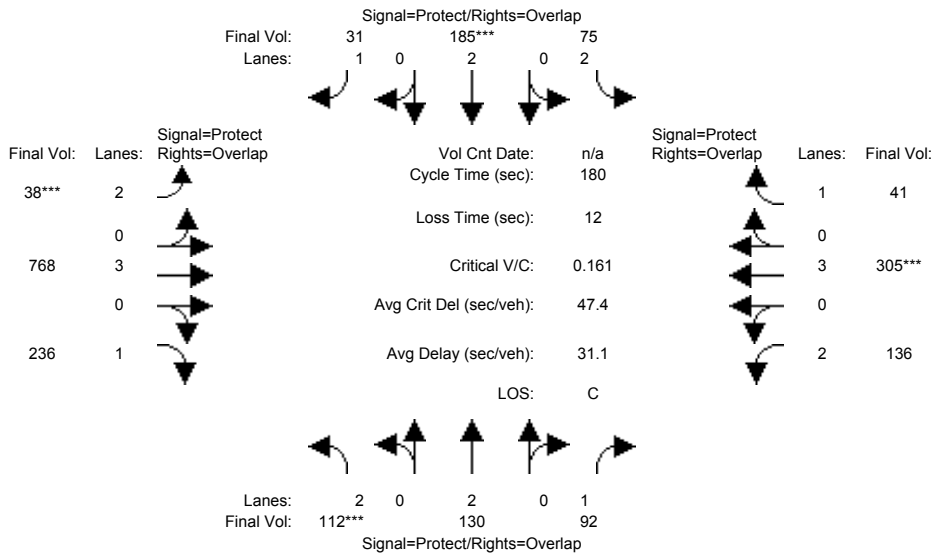 Signal=Protect/Rights=Overlap
Final Vol: 31 185*** 75
Lanes: 1 0 2 0 2
Signal=Protect Signal=Protect
Final Vol: Lanes: Rights=Overlap Vol Cnt Date: n/a Rights=Overlap Lanes: Final Vol:
Cycle Time (sec): 180
38*** 2 1 41
Loss Time (sec): 12
0 0
768 3 Critical V/C: 0.161 3 305***
0 Avg Crit Del (sec/veh): 47.4 0
236 1 Avg Delay (sec/veh): 31.1 2 136
LOS: C
Lanes: 2 0 2 0 1
Final Vol: 112*** 130 92
Signal=Protect/Rights=Overlap